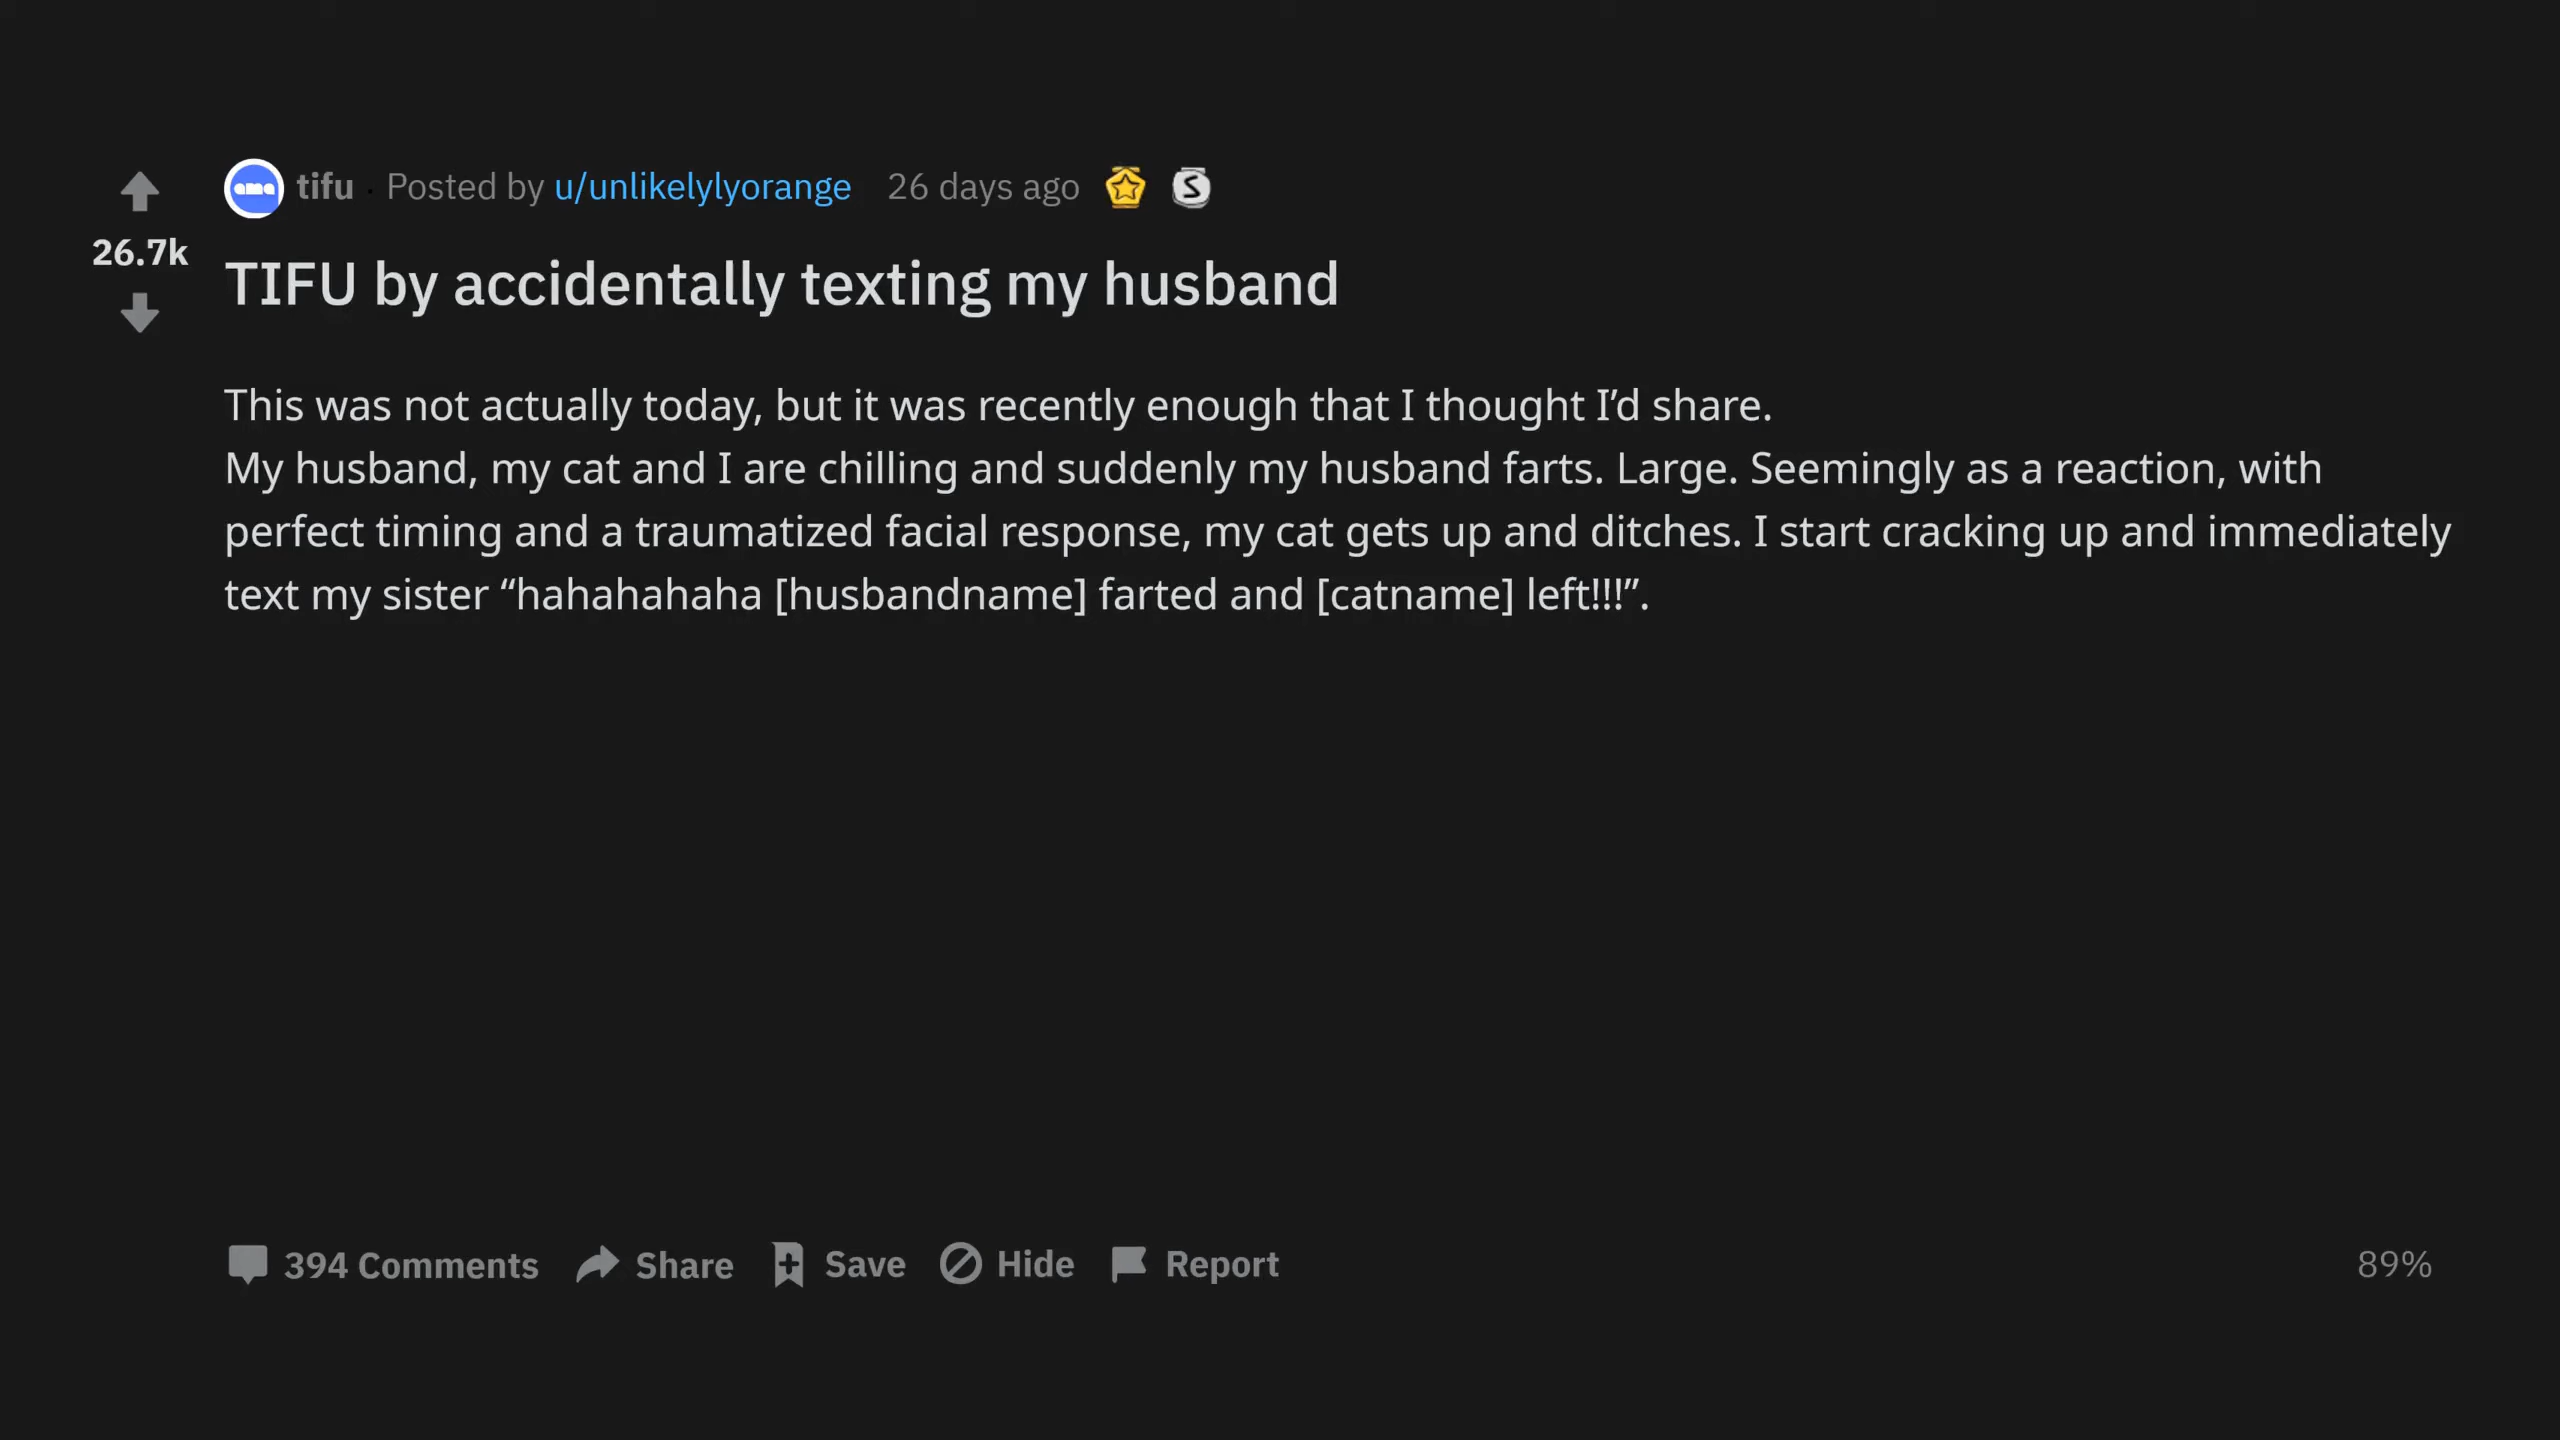 ama tifu · Posted by u/unlikelylyorange 26 days ago S
26.7k
TIFU by accidentally texting my husband
This was not actually today, but it was recently enough that I thought I’d share.
My husband, my cat and I are chilling and suddenly my husband farts. Large. Seemingly as a reaction, with
perfect timing and a traumatized facial response, my cat gets up and ditches. I start cracking up and immediately
text my sister “hahahahaha [husbandname] farted and [catname] left!!!”.
394 Comments Share Save Hide Report 89%